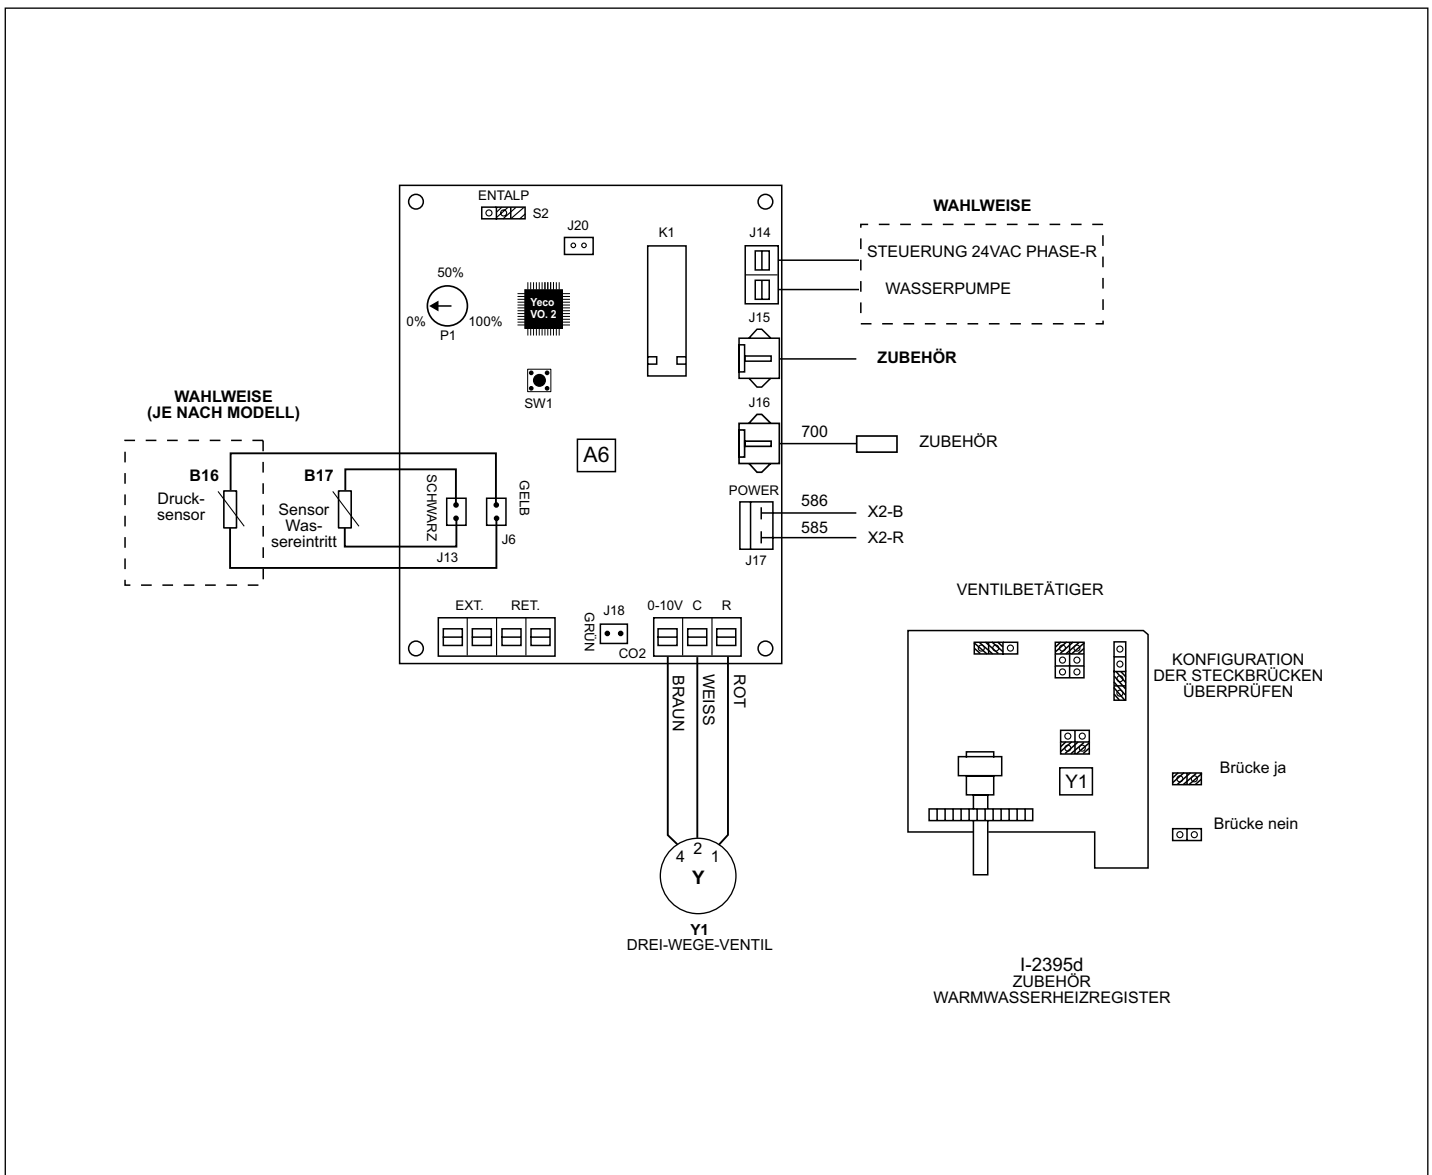 ENTALP
S2
J20
K1
J14
50%
0%
100%
P1
Yeco
VO. 2
SW1
A6
WAHLWEISE
STEUERUNG 24VAC PHASE-R
WASSERPUMPE
J15
ZUBEHÖR
J16
700
ZUBEHÖR
POWER
586
X2-B
585
X2-R
J17
WAHLWEISE
(JE NACH MODELL)
B16
Druck-
sensor
B17
Sensor
Was-
sereintritt
SCHWARZ
J13
GELB
J6
EXT.
RET.
GRÜN
J18
CO2
0-10V
C
R
BRAUN
WEISS
ROT
4
2
1
Y
Y1
DREI-WEGE-VENTIL
VENTILBETÄTIGER
KONFIGURATION
DER STECKBRÜCKEN
ÜBERPRÜFEN
Y1
Brücke ja
Brücke nein
I-2395d
ZUBEHÖR
WARMWASSERHEIZREGISTER